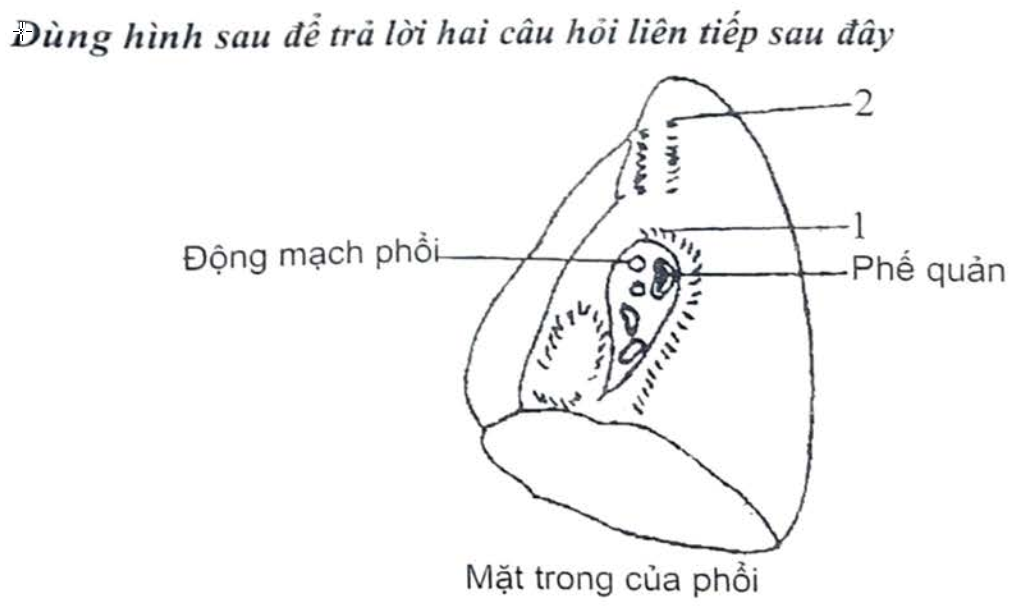 Dùng hình sau để trả lời hai câu hỏi liên tiếp sau đây
2
1
Động mạch phổi
Phế quản
Mặt trong của phổi